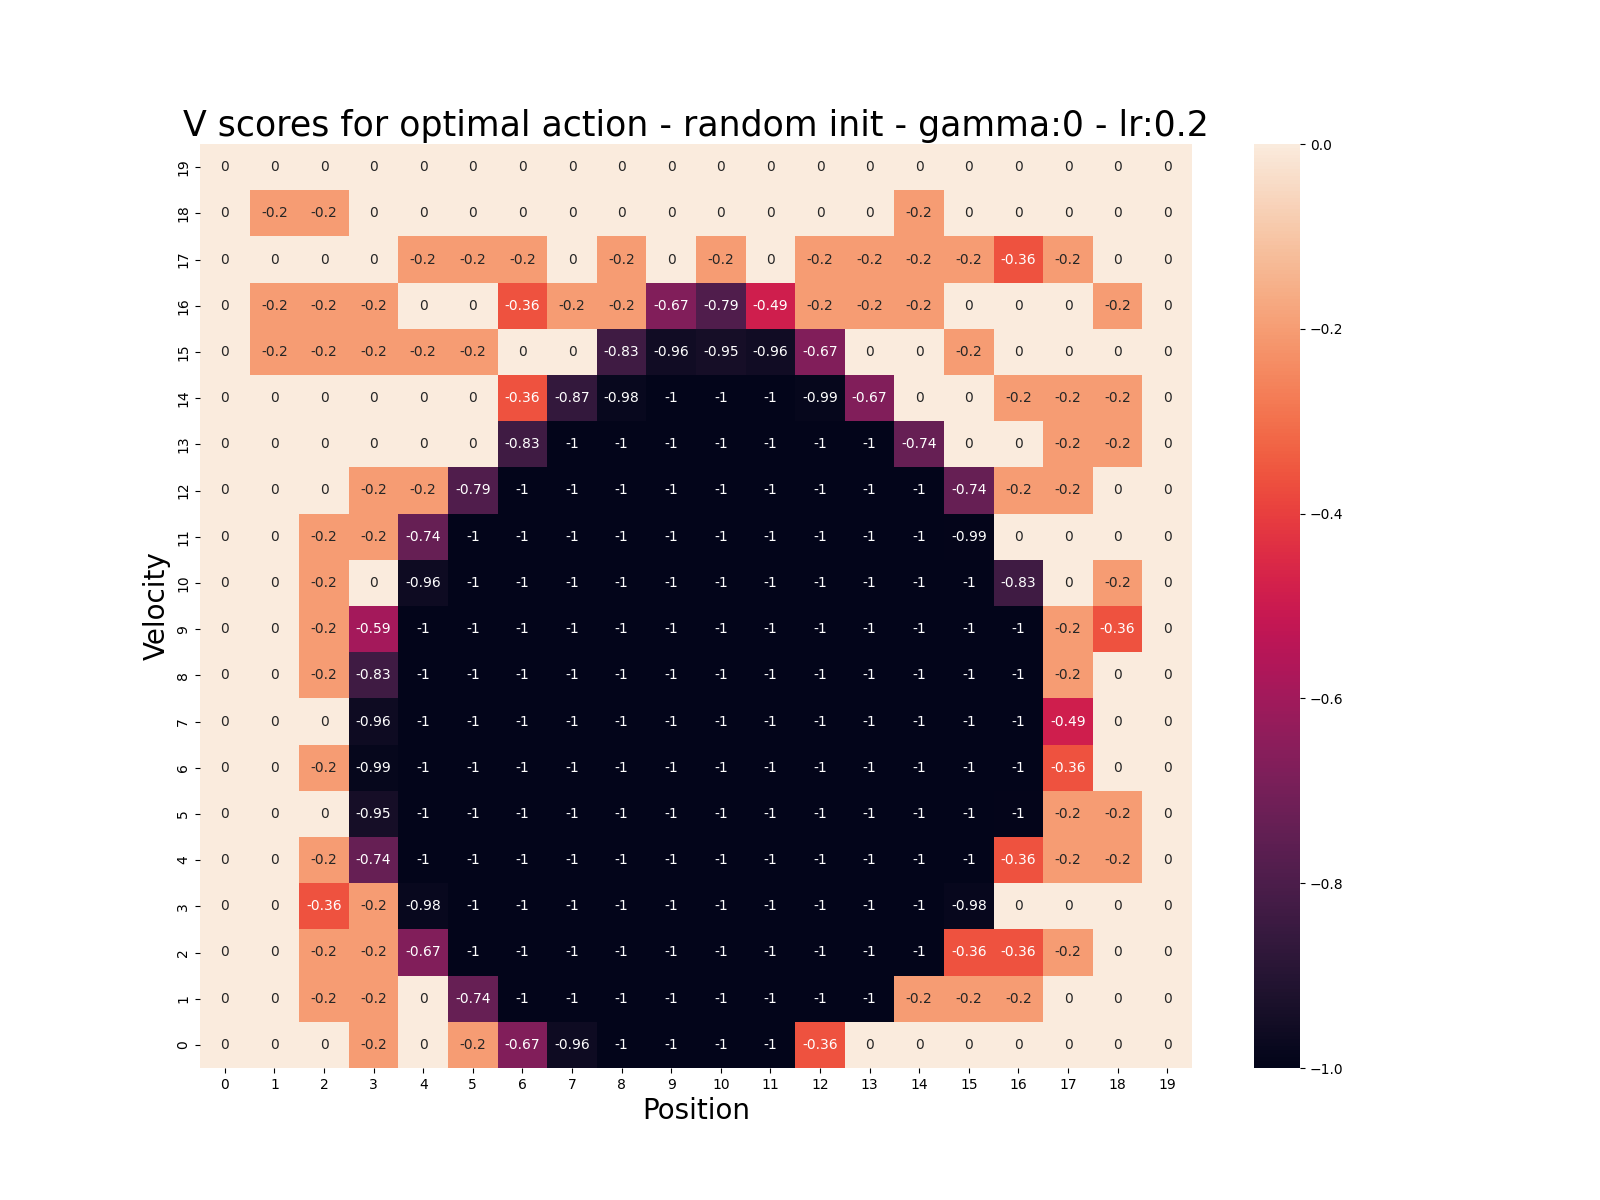 V scores for optimal action - random init - gamma:0 - lr:0.2
19 0 0 0 0 0 0 0 0 0 0 0 0 0 0 0 0 0 0 0 0 0.0
18 0 -0.2 -0.2 0 0 0 0 0 0 0 0 0 0 0 -0.2 0 0 0 0 0
17 0 0 0 0 -0.2 -0.2 -0.2 0 -0.2 0 -0.2 0 -0.2 -0.2 -0.2 -0.2 -0.36 -0.2 0 0
16 0 -0.2 -0.2 -0.2 0 0 -0.36 -0.2 -0.2 -0.67 -0.79 -0.49 -0.2 -0.2 -0.2 0 0 0 -0.2 0
−0.2
15 0 -0.2 -0.2 -0.2 -0.2 -0.2 0 0 -0.83 -0.96 -0.95 -0.96 -0.67 0 0 -0.2 0 0 0 0
14 0 0 0 0 0 0 -0.36 -0.87 -0.98 -1 -1 -1 -0.99 -0.67 0 0 -0.2 -0.2 -0.2 0
13 0 0 0 0 0 0 -0.83 -1 -1 -1 -1 -1 -1 -1 -0.74 0 0 -0.2 -0.2 0
12 0 0 0 -0.2 -0.2 -0.79 -1 -1 -1 -1 -1 -1 -1 -1 -1 -0.74 -0.2 -0.2 0 0
−0.4
11 0 0 -0.2 -0.2 -0.74 -1 -1 -1 -1 -1 -1 -1 -1 -1 -1 -0.99 0 0 0 0
10 0 0 -0.2 0 -0.96 -1 -1 -1 -1 -1 -1 -1 -1 -1 -1 -1 -0.83 0 -0.2 0
Velocity
9 0 0 -0.2 -0.59 -1 -1 -1 -1 -1 -1 -1 -1 -1 -1 -1 -1 -1 -0.2 -0.36 0
8 0 0 -0.2 -0.83 -1 -1 -1 -1 -1 -1 -1 -1 -1 -1 -1 -1 -1 -0.2 0 0
−0.6
7 0 0 0 -0.96 -1 -1 -1 -1 -1 -1 -1 -1 -1 -1 -1 -1 -1 -0.49 0 0
6 0 0 -0.2 -0.99 -1 -1 -1 -1 -1 -1 -1 -1 -1 -1 -1 -1 -1 -0.36 0 0
5 0 0 0 -0.95 -1 -1 -1 -1 -1 -1 -1 -1 -1 -1 -1 -1 -1 -0.2 -0.2 0
4 0 0 -0.2 -0.74 -1 -1 -1 -1 -1 -1 -1 -1 -1 -1 -1 -1 -0.36 -0.2 -0.2 0
−0.8
3 0 0 -0.36 -0.2 -0.98 -1 -1 -1 -1 -1 -1 -1 -1 -1 -1 -0.98 0 0 0 0
2 0 0 -0.2 -0.2 -0.67 -1 -1 -1 -1 -1 -1 -1 -1 -1 -1 -0.36 -0.36 -0.2 0 0
1 0 0 -0.2 -0.2 0 -0.74 -1 -1 -1 -1 -1 -1 -1 -1 -0.2 -0.2 -0.2 0 0 0
0 0 0 0 -0.2 0 -0.2 -0.67 -0.96 -1 -1 -1 -1 -0.36 0 0 0 0 0 0 0
−1.0
0 1 2 3 4 5 6 7 8 9 10 11 12 13 14 15 16 17 18 19
Position